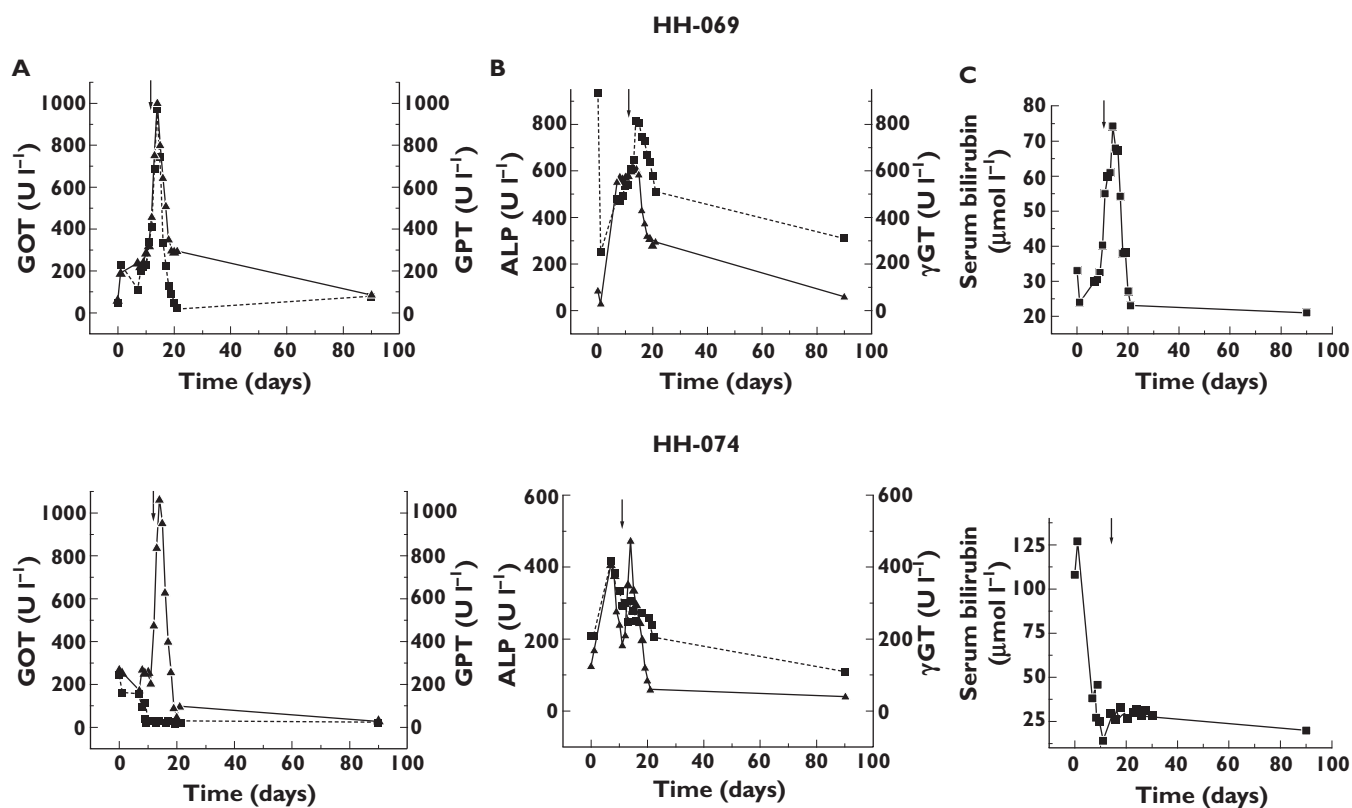 HH-069
A
B
C
GOT (U l⁻¹)
1000
800
600
400
200
0
1000
800
600
400
200
0
GPT (U l⁻¹)
0 20 40 60 80 100
Time (days)
ALP (U l⁻¹)
800
600
400
200
0
800
600
400
200
0
γGT (U l⁻¹)
0 20 40 60 80 100
Time (days)
Serum bilirubin
(μmol l⁻¹)
80
70
60
50
40
30
20
0 20 40 60 80 100
Time (days)
HH-074
GOT (U l⁻¹)
1000
800
600
400
200
0
1000
800
600
400
200
0
GPT (U l⁻¹)
0 20 40 60 80 100
Time (days)
ALP (U l⁻¹)
600
400
200
0
600
400
200
0
γGT (U l⁻¹)
0 20 40 60 80 100
Time (days)
Serum bilirubin
(μmol l⁻¹)
125
100
75
50
25
0 20 40 60 80 100
Time (days)